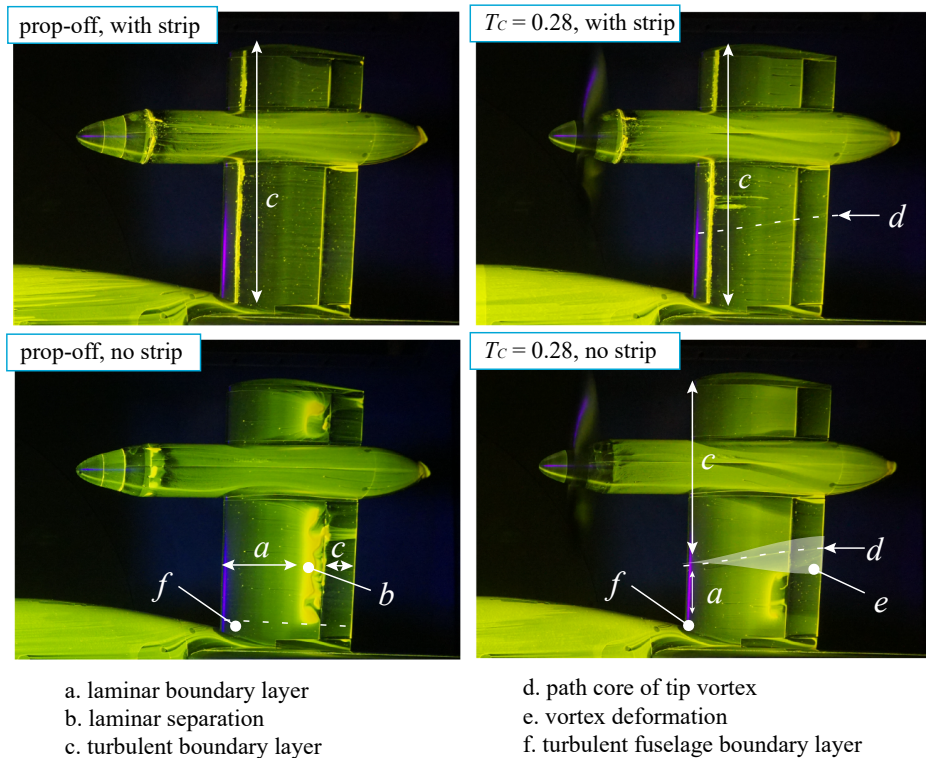 prop-off, with strip
TC = 0.28, with strip
c
c
d
prop-off, no strip
TC = 0.28, no strip
a
c
b
f
c
d
a
e
f
a. laminar boundary layer
b. laminar separation
c. turbulent boundary layer
d. path core of tip vortex
e. vortex deformation
f. turbulent fuselage boundary layer